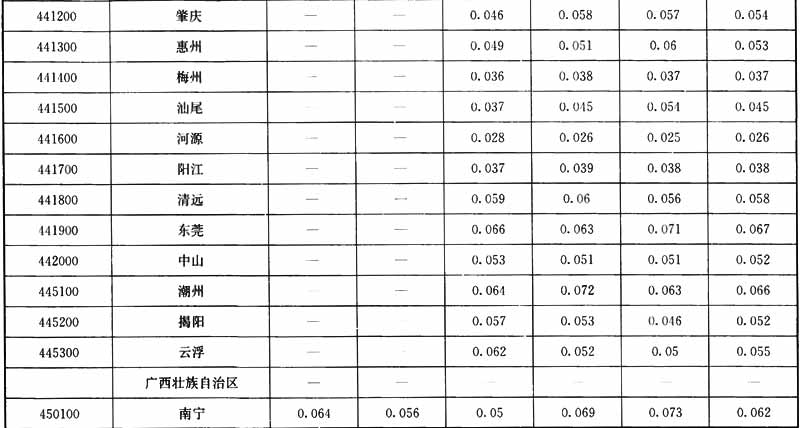 441200 肇庆 — — 0.046 0.058 0.057 0.054
441300 惠州 — — 0.049 0.051 0.06 0.053
441400 梅州 — — 0.036 0.038 0.037 0.037
441500 汕尾 — — 0.037 0.045 0.054 0.045
441600 河源 — — 0.028 0.026 0.025 0.026
441700 阳江 — — 0.037 0.039 0.038 0.038
441800 清远 — — 0.059 0.06 0.056 0.058
441900 东莞 — — 0.066 0.063 0.071 0.067
442000 中山 — — 0.053 0.051 0.051 0.052
445100 潮州 — — 0.064 0.072 0.063 0.066
445200 揭阳 — — 0.057 0.053 0.046 0.052
445300 云浮 — — 0.062 0.052 0.05 0.055
广西壮族自治区 — — — — — —
450100 南宁 0.064 0.056 0.05 0.069 0.073 0.062